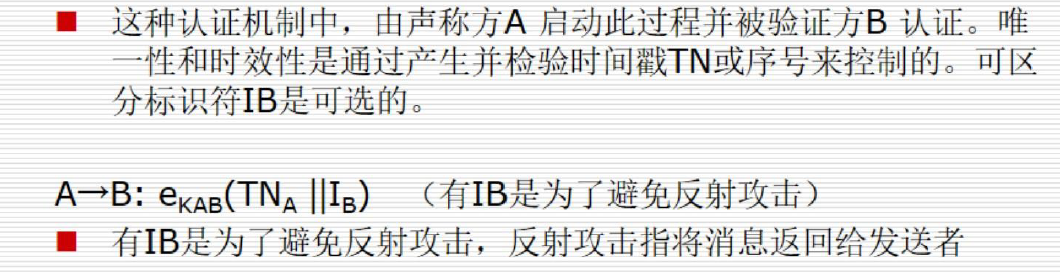 ■ 这种认证机制中，由声称方A 启动此过程并被验证方B 认证。唯
一性和时效性是通过产生并检验时间戳TN或序号来控制的。可区
分标识符IB是可选的。
A→B: eKAB(TNA ||IB) （有IB是为了避免反射攻击）
■ 有IB是为了避免反射攻击，反射攻击指将消息返回给发送者